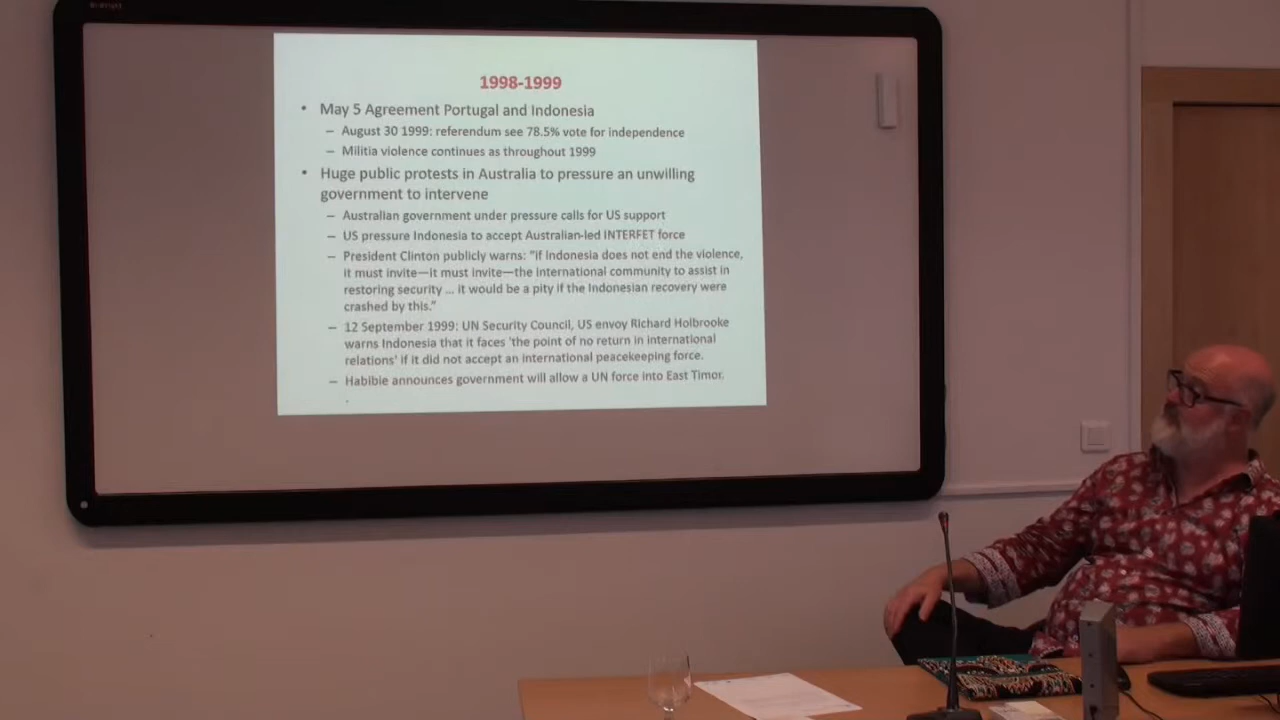 1998-1999
• May 5 Agreement Portugal and Indonesia
– August 30 1999: referendum see 78.5% vote for independence
– Militia violence continues as throughout 1999
• Huge public protests in Australia to pressure an unwilling
government to intervene
– Australian government under pressure calls for US support
– US pressure Indonesia to accept Australian-led INTERFET force
– President Clinton publicly warns: "if Indonesia does not end the violence,
it must invite—it must invite—the international community to assist in
restoring security ... it would be a pity if the Indonesian recovery were
crashed by this."
– 12 September 1999: UN Security Council, US envoy Richard Holbrooke
warns Indonesia that it faces 'the point of no return in international
relations' if it did not accept an international peacekeeping force.
– Habibie announces government will allow a UN force into East Timor.
.